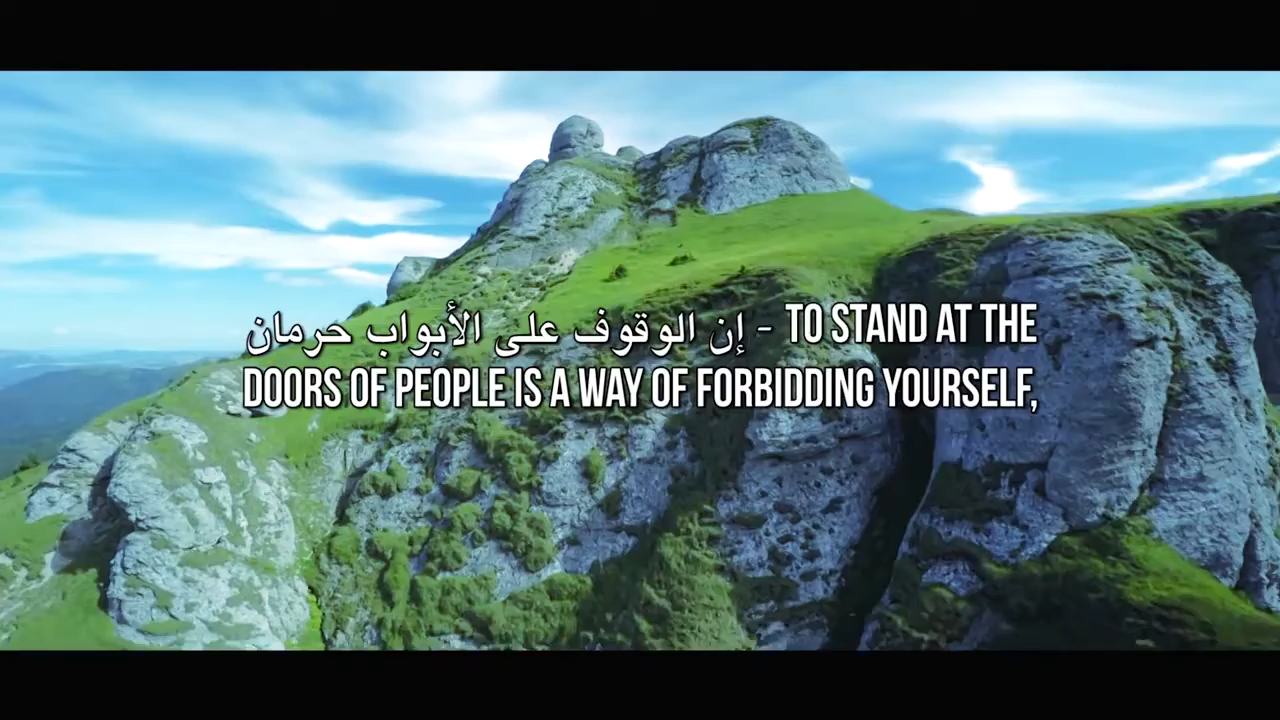 إن الوقوف على الأبواب حرمان - TO STAND AT THE
DOORS OF PEOPLE IS A WAY OF FORBIDDING YOURSELF,